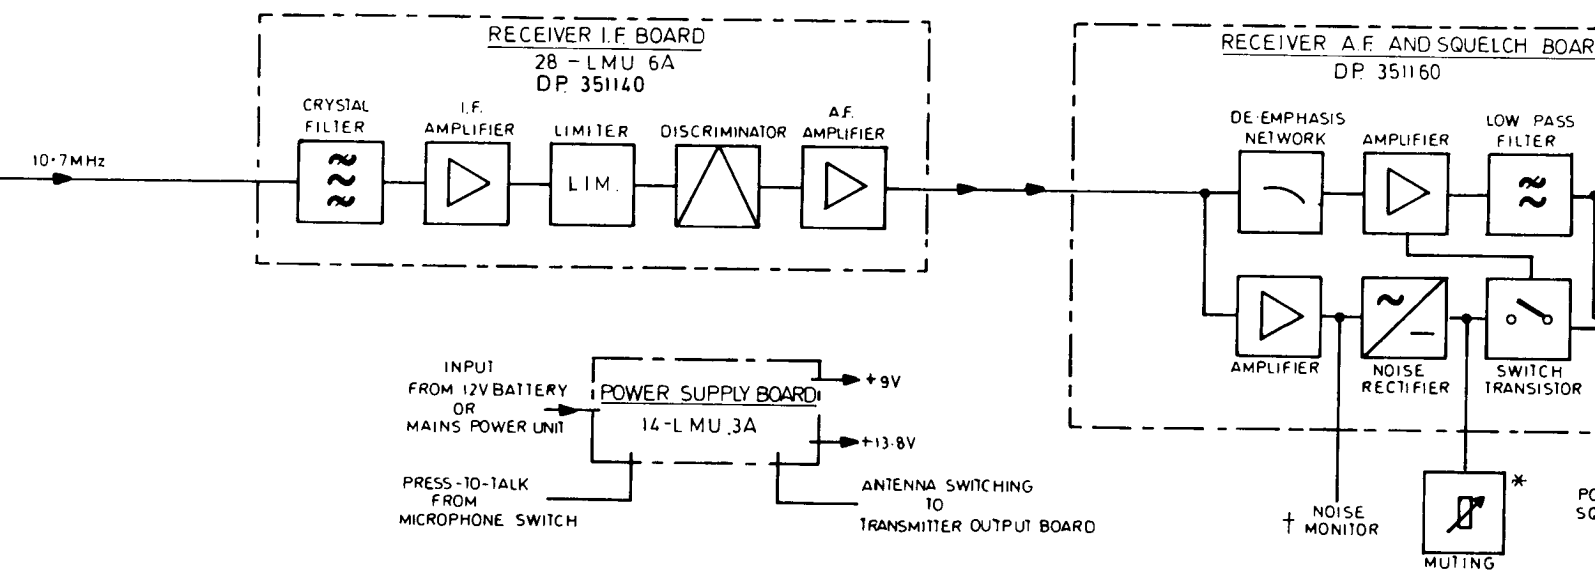 RECEIVER I.F. BOARD
28 - LMU 6A
DP. 351140
CRYSTAL
FILTER
I.F.
AMPLIFIER
LIMITER
DISCRIMINATOR
A.F.
AMPLIFIER
10·7MHz
LIM.
RECEIVER A.F. AND SQUELCH BOAR
DP. 351160
DE-EMPHASIS
NETWORK
AMPLIFIER
LOW PASS
FILTER
AMPLIFIER
NOISE
RECTIFIER
SWITCH
TRANSISTOR
INPUT
FROM 12V BATTERY
OR
MAINS POWER UNIT
POWER SUPPLY BOARD
14-LMU 3A
+9V
+13·8V
PRESS-TO-TALK
FROM
MICROPHONE SWITCH
ANTENNA SWITCHING
TO
TRANSMITTER OUTPUT BOARD
† NOISE
MONITOR
*
MUTING
PO
SQ